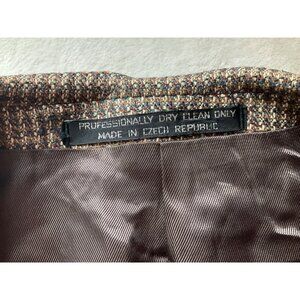 PROFESSIONALLY DRY CLEAN ONLY
MADE IN CZECH REPUBLIC